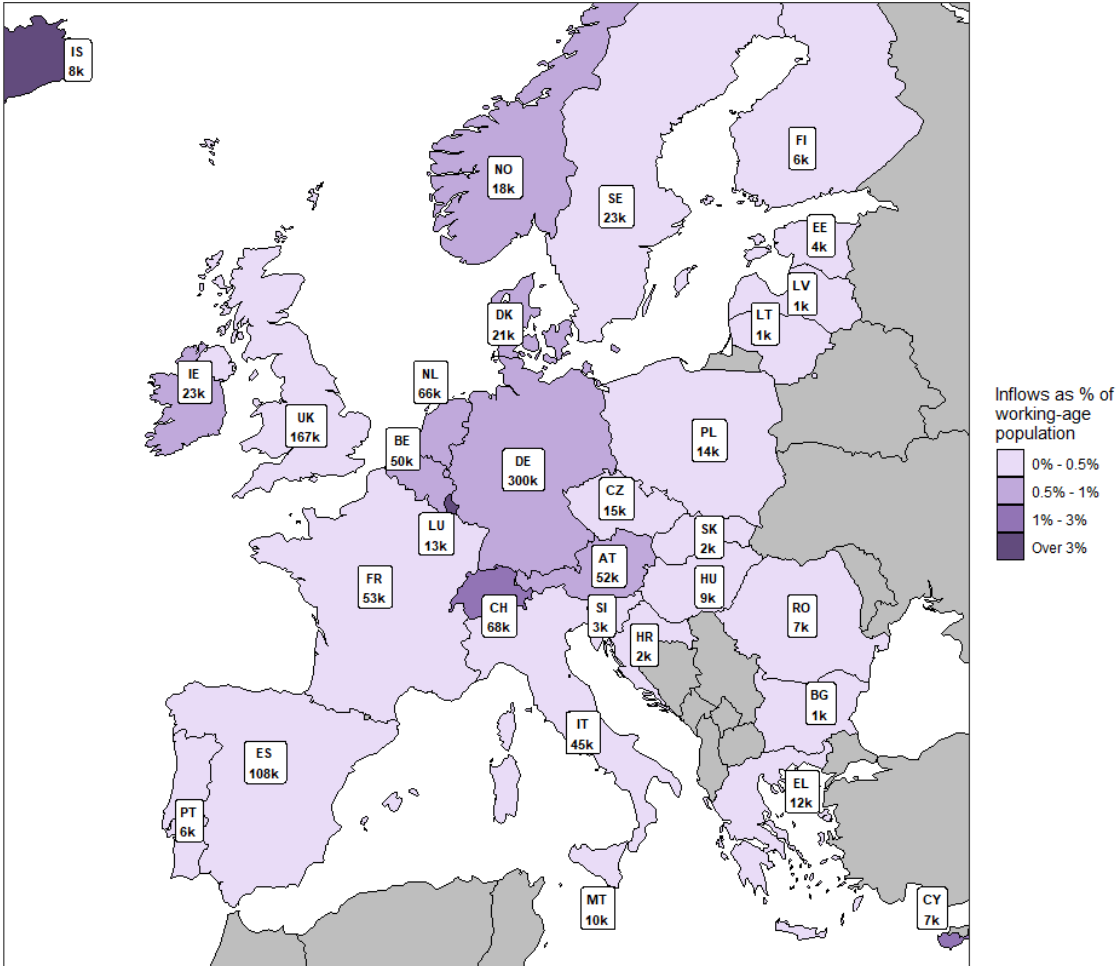 IS
8k
FI
6k
NO
18k
SE
23k
EE
4k
LV
1k
LT
1k
DK
21k
IE
23k
NL
66k
UK
167k
BE
50k
DE
300k
PL
14k
CZ
15k
LU
13k
SK
2k
AT
52k
FR
53k
HU
9k
CH
68k
SI
3k
RO
7k
HR
2k
BG
1k
IT
45k
ES
108k
EL
12k
PT
6k
MT
10k
CY
7k
Inflows as % of
working-age
population
0% - 0.5%
0.5% - 1%
1% - 3%
Over 3%